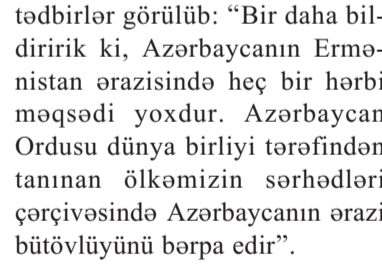 tədbirlər görülüb: “Bir daha bil-
diririk ki, Azərbaycanın Ermə-
nistan ərazisində heç bir hərbi
məqsədi yoxdur. Azərbaycan
Ordusu dünya birliyi tərəfindən
tanınan ölkəmizin sərhədləri
çərçivəsində Azərbaycanın ərazi
bütövlüyünü bərpa edir”.